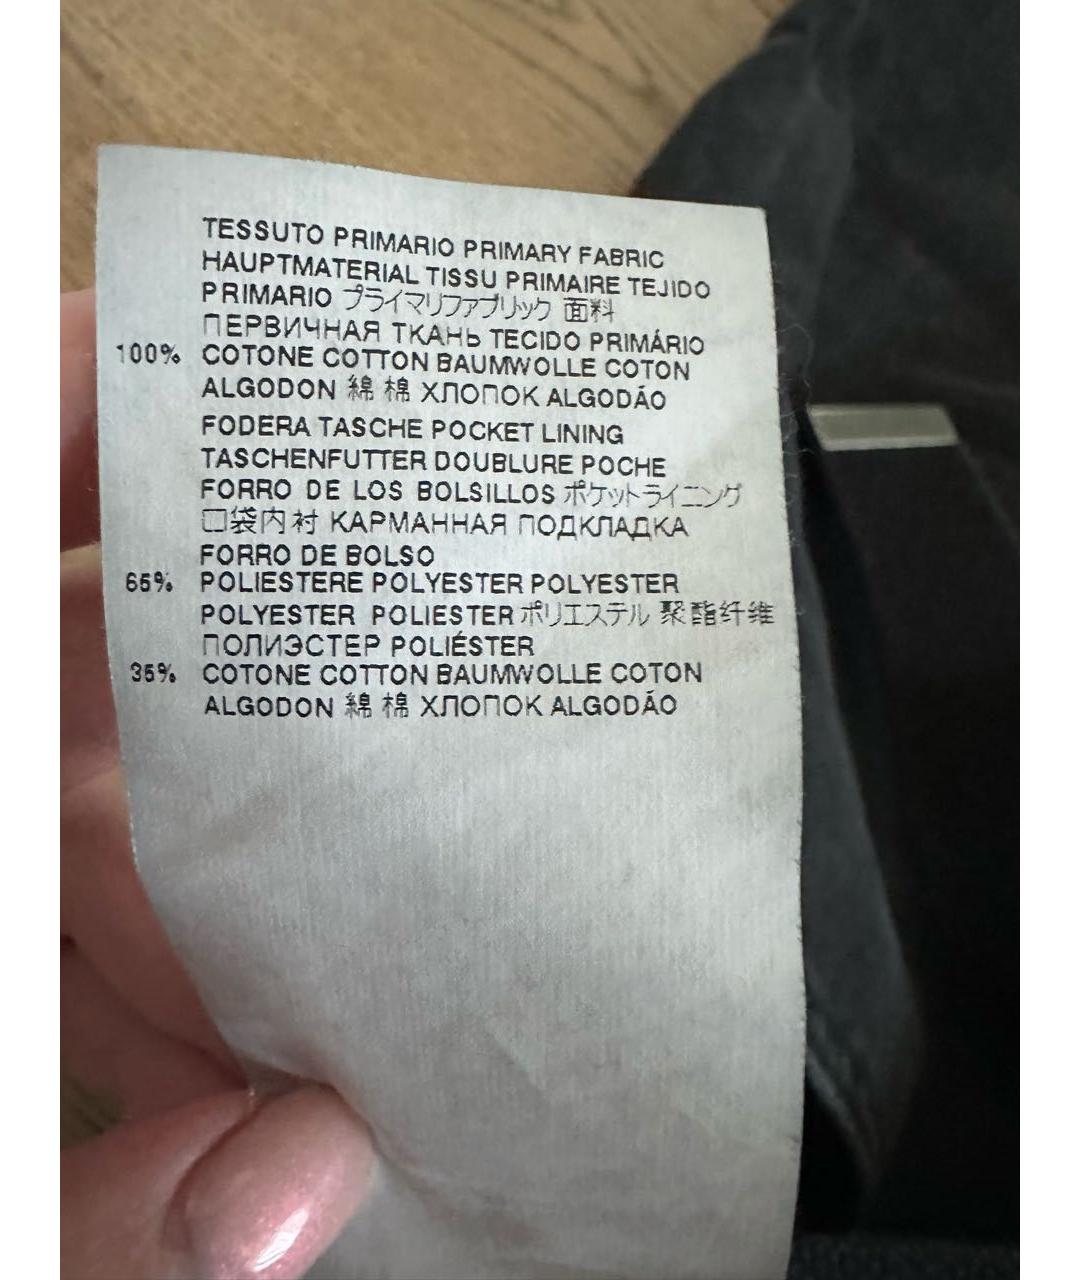 TESSUTO PRIMARIO PRIMARY FABRIC
HAUPTMATERIAL TISSU PRIMAIRE TEJIDO
PRIMARIO プライマリファブリック 面料
ПЕРВИЧНАЯ ТКАНЬ TECIDO PRIMÁRIO
100% COTONE COTTON BAUMWOLLE COTON
ALGODON 綿 棉 ХЛОПОК ALGODÃO
FODERA TASCHE POCKET LINING
TASCHENFUTTER DOUBLURE POCHE
FORRO DE LOS BOLSILLOS ポケットライニング
口袋内衬 КАРМАННАЯ ПОДКЛАДКА
FORRO DE BOLSO
65% POLIESTERE POLYESTER POLYESTER
POLYESTER POLIESTER ポリエステル 聚酯纤维
ПОЛИЭСТЕР POLIÉSTER
35% COTONE COTTON BAUMWOLLE COTON
ALGODON 綿 棉 ХЛОПОК ALGODÃO